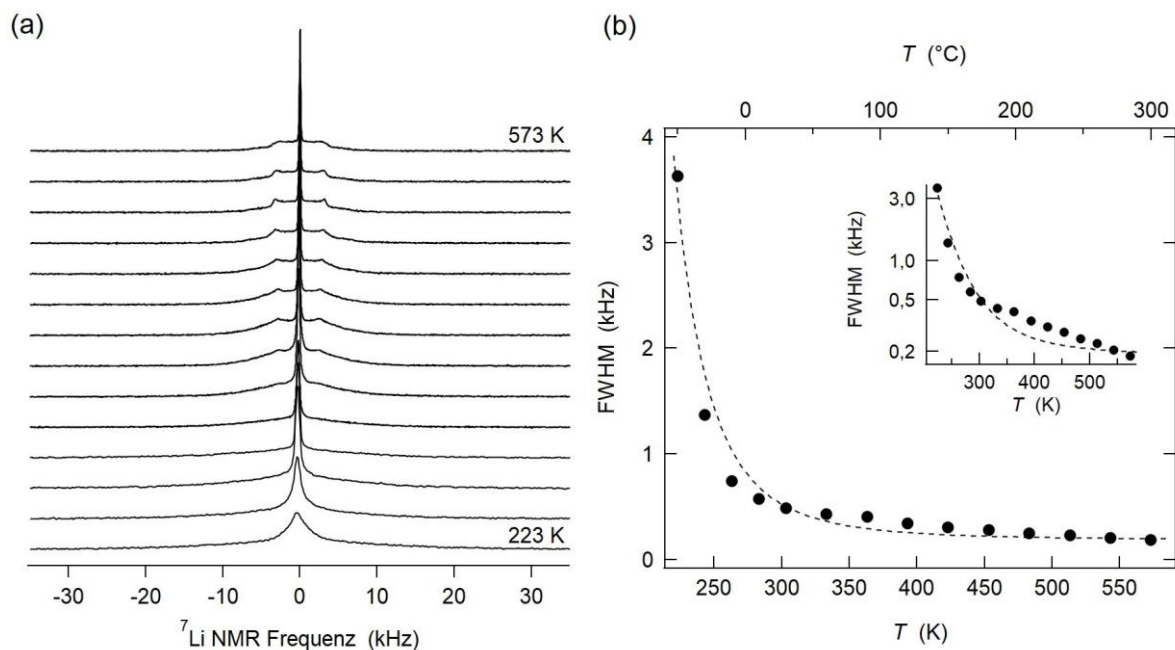 (a)
573 K
223 K
-30 -20 -10 0 10 20 30
⁷Li NMR Frequenz (kHz)
(b)
T (°C)
0 100 200 300
4
3
2
1
0
FWHM (kHz)
250 300 350 400 450 500 550
T (K)
3,0
1,0
0,5
0,2
FWHM (kHz)
300 400 500
T (K)